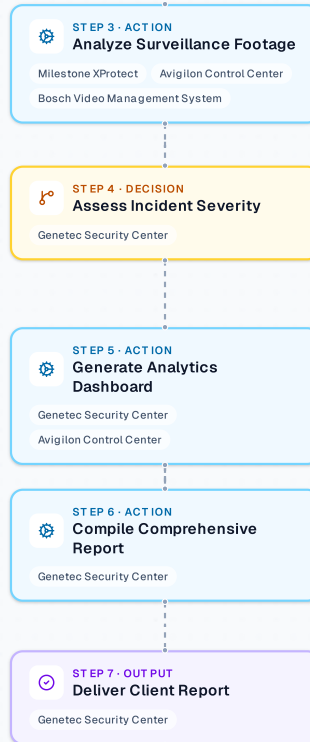 STEP 3 · ACTION
Analyze Surveillance Footage
Milestone XProtect Avigilon Control Center
Bosch Video Management System
STEP 4 · DECISION
Assess Incident Severity
Genetec Security Center
STEP 5 · ACTION
Generate Analytics
Dashboard
Genetec Security Center
Avigilon Control Center
STEP 6 · ACTION
Compile Comprehensive
Report
Genetec Security Center
STEP 7 · OUTPUT
Deliver Client Report
Genetec Security Center